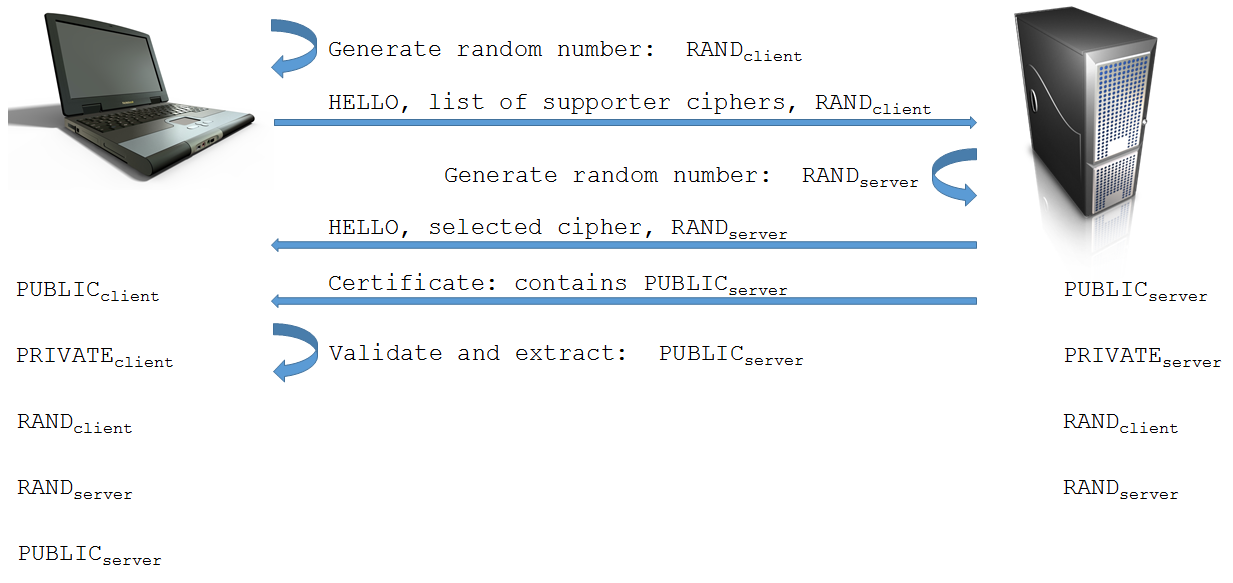 Generate random number: RANDclient
HELLO, list of supporter ciphers, RANDclient
Generate random number: RANDserver
HELLO, selected cipher, RANDserver
Certificate: contains PUBLICserver
Validate and extract: PUBLICserver
PUBLICclient
PRIVATEclient
RANDclient
RANDserver
PUBLICserver
PUBLICserver
PRIVATEserver
RANDclient
RANDserver